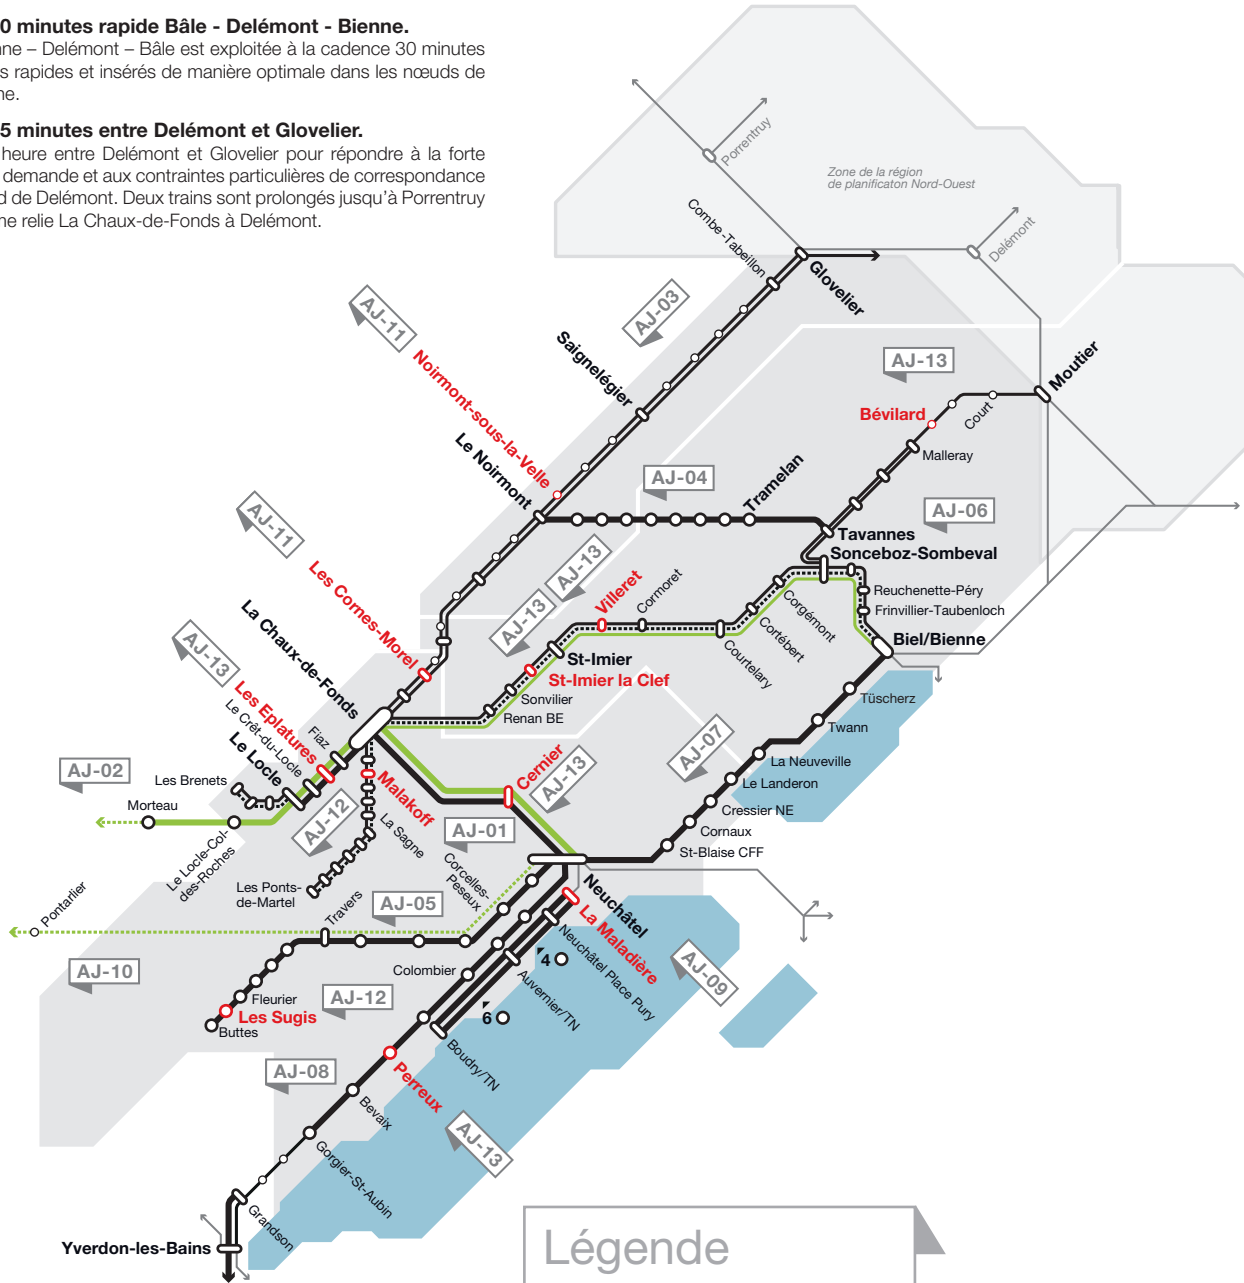 0 minutes rapide Bâle - Delémont - Bienne.
nne – Delémont – Bâle est exploitée à la cadence 30 minutes
s rapides et insérés de manière optimale dans les nœuds de
ne.
5 minutes entre Delémont et Glovelier.
heure entre Delémont et Glovelier pour répondre à la forte
demande et aux contraintes particulières de correspondance
d de Delémont. Deux trains sont prolongés jusqu'à Porrentruy
ne relie La Chaux-de-Fonds à Delémont.
Porrentruy
Zone de la région
de planificaton Nord-Ouest
Delémont
Combe-Tabeillon
Glovelier
AJ-03
AJ-11
Saignelégier
Noirmont-sous-la-Velle
Le Noirmont
AJ-13
Moutier
Bévilard
Court
Malleray
AJ-04
Tramelan
AJ-06
Tavannes
Sonceboz-Sombeval
AJ-11
Les Cornes-Morel
AJ-13
AJ-13
Villeret
Cormoret
Corgémont
Cortébert
Courtelary
Reuchenette-Péry
Frinvillier-Taubenloch
Biel/Bienne
La Chaux-de-Fonds
St-Imier
St-Imier la Clef
Sonvilier
Renan BE
AJ-13
Les Eplatures
Le Crêt-du-Locle
Fiaz
Le Locle
Tüscherz
Twann
La Neuveville
Le Landeron
Cressier NE
Cornaux
St-Blaise CFF
AJ-07
Cernier
AJ-13
AJ-02
Les Brenets
Morteau
Le Locle-Col-
des-Roches
AJ-12
Malakoff
La Sagne
AJ-01
Corcelles-
Peseux
Les Ponts-
de-Martel
Neuchâtel
La Maladière
Neuchâtel Place Pury
Pontarlier
Travers
AJ-05
AJ-10
Colombier
4
Auvernier/TN
AJ-09
AJ-12
Fleurier
Les Sugis
Buttes
6
Boudry/TN
AJ-08
Perreux
Bevaix
AJ-13
Gorgier-St-Aubin
Grandson
Yverdon-les-Bains
Légende